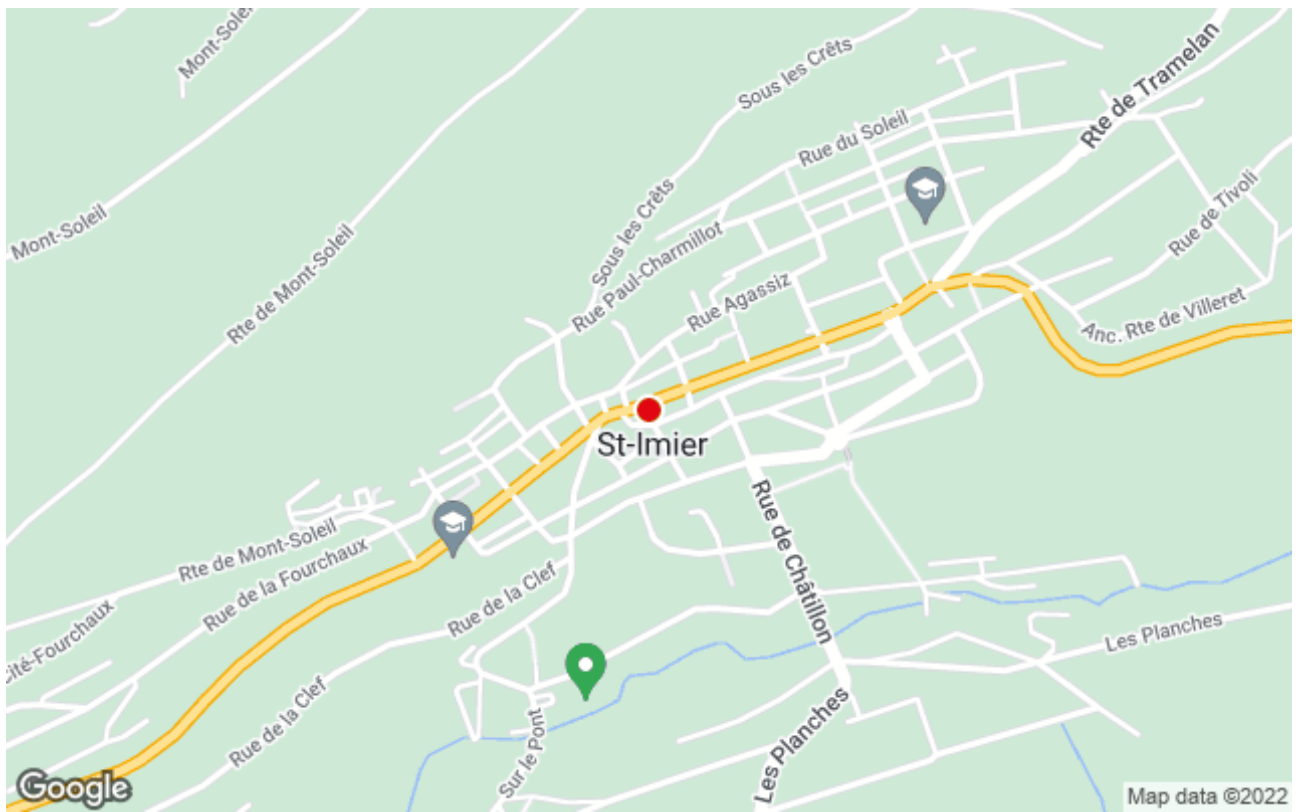 Mont-Soleil
Sous les Crêts
Rte de Tramelan
Rue du Soleil
Mont-Soleil
Sous les Crêts
Rue de Tivoli
Rte de Mont-Soleil
Rue Paul-Charmillot
Rue Agassiz
Anc. Rte de Villeret
St-Imier
Rue de Châtillon
Rte de Mont-Soleil
Rue de la Fourchaux
Rue de la Clef
Cité-Fourchaux
Les Planches
Rue de la Clef
Sur le Pont
Les Planches
Google
Map data ©2022